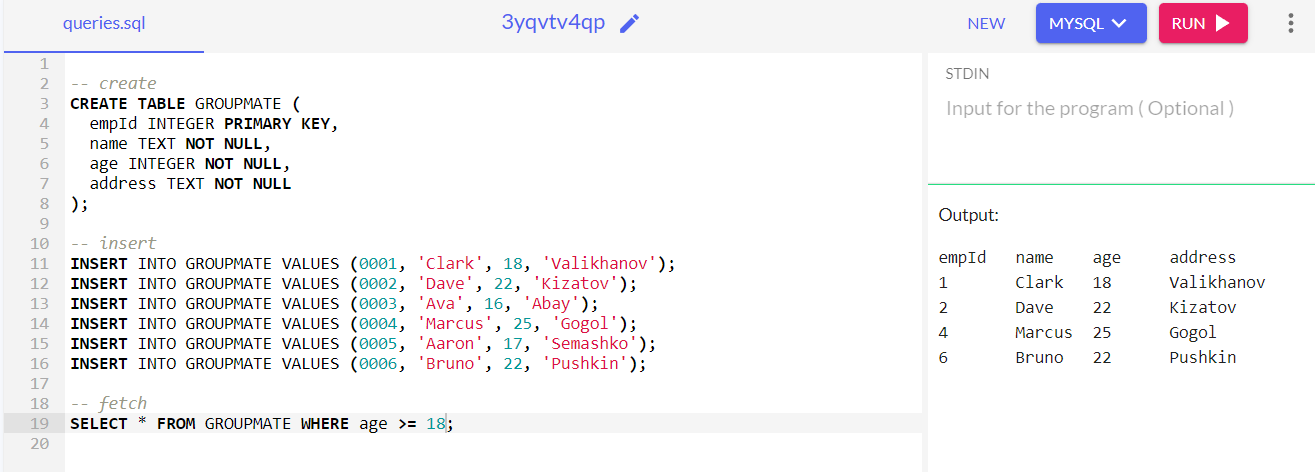 queries.sql
3yqvtv4qp
NEW
MYSQL
RUN
1
2 -- create
3 CREATE TABLE GROUPMATE (
4   empId INTEGER PRIMARY KEY,
5   name TEXT NOT NULL,
6   age INTEGER NOT NULL,
7   address TEXT NOT NULL
8 );
9
10 -- insert
11 INSERT INTO GROUPMATE VALUES (0001, 'Clark', 18, 'Valikhanov');
12 INSERT INTO GROUPMATE VALUES (0002, 'Dave', 22, 'Kizatov');
13 INSERT INTO GROUPMATE VALUES (0003, 'Ava', 16, 'Abay');
14 INSERT INTO GROUPMATE VALUES (0004, 'Marcus', 25, 'Gogol');
15 INSERT INTO GROUPMATE VALUES (0005, 'Aaron', 17, 'Semashko');
16 INSERT INTO GROUPMATE VALUES (0006, 'Bruno', 22, 'Pushkin');
17
18 -- fetch
19 SELECT * FROM GROUPMATE WHERE age >= 18;
20
STDIN
Input for the program ( Optional )
Output:
empId name age address
1 Clark 18 Valikhanov
2 Dave 22 Kizatov
4 Marcus 25 Gogol
6 Bruno 22 Pushkin